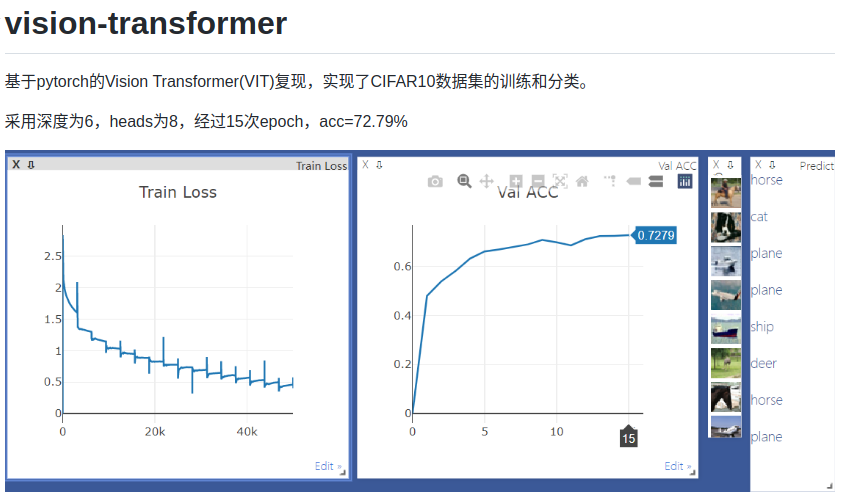 vision-transformer
基于pytorch的Vision Transformer(VIT)复现，实现了CIFAR10数据集的训练和分类。
采用深度为6，heads为8，经过15次epoch，acc=72.79%
X Train Loss
Train Loss
2.5
2
1.5
1
0.5
0
0 20k 40k
Edit »
X Val ACC
Val ACC
0.7279
0.6
0.4
0.2
0
0 5 10 15
Edit »
X
X Predict
horse
cat
plane
plane
ship
deer
horse
plane